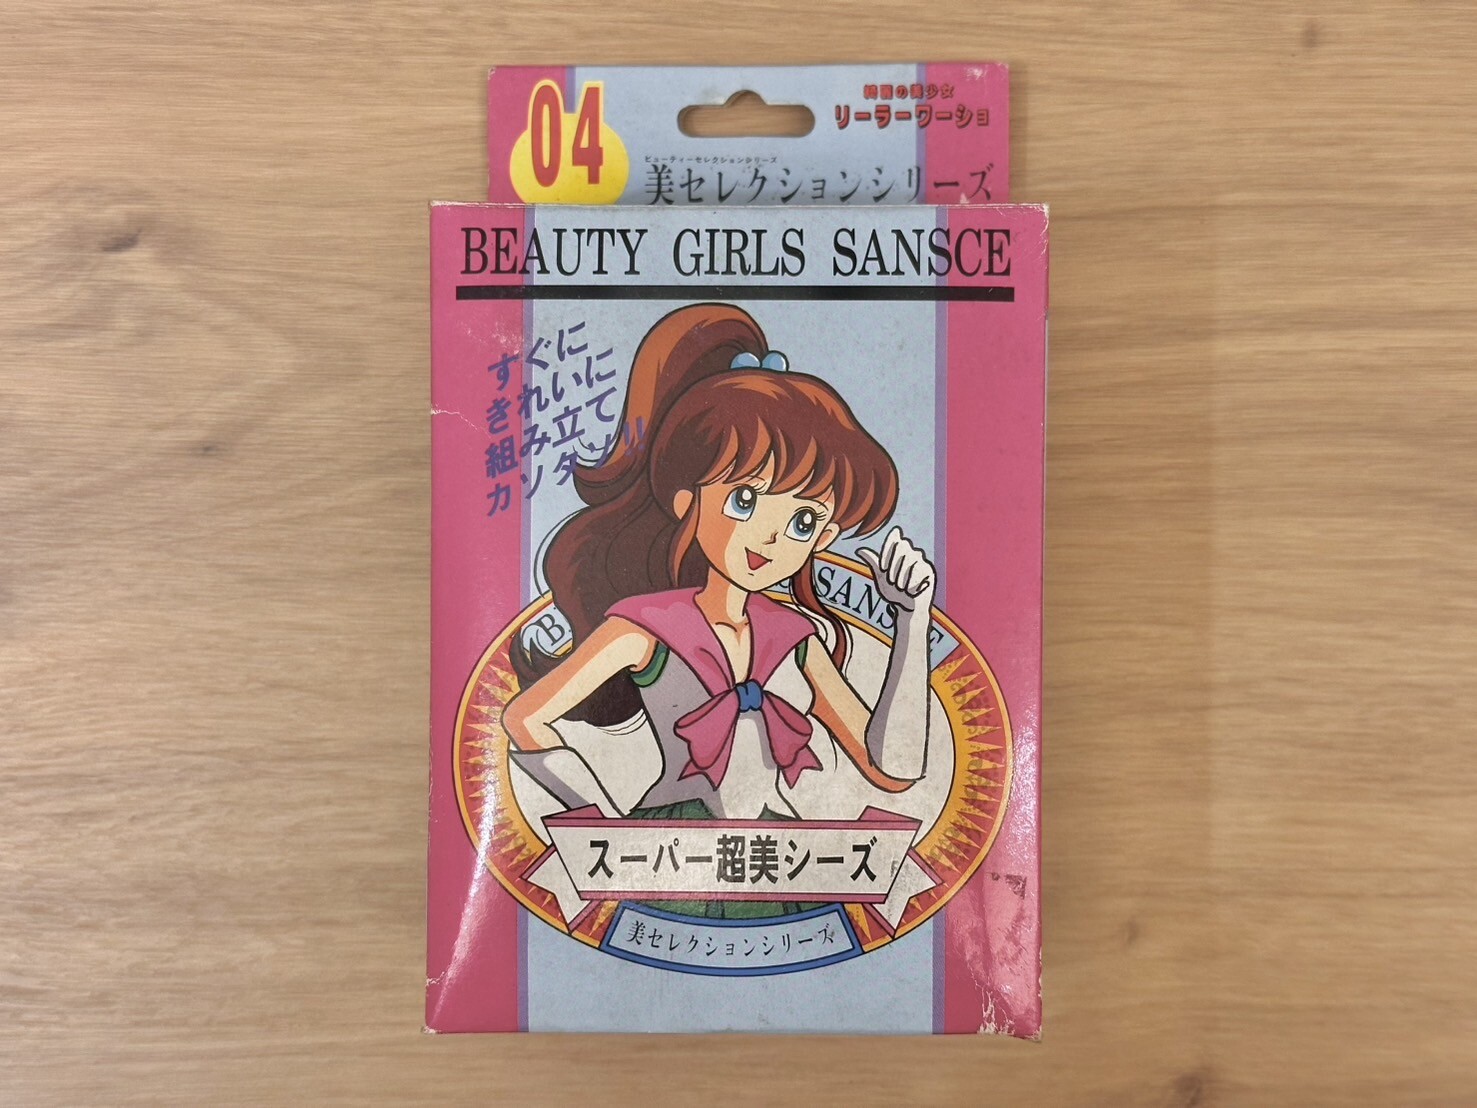 04
綺麗の美少女
リーラーワーショ
ビューティーセレクションシリーズ
美セレクションシリーズ
BEAUTY GIRLS SANSCE
すぐに
きれいに
組み立て
カソタソ!!
SANSCE
スーパー超美シーズ
美セレクションシリーズ